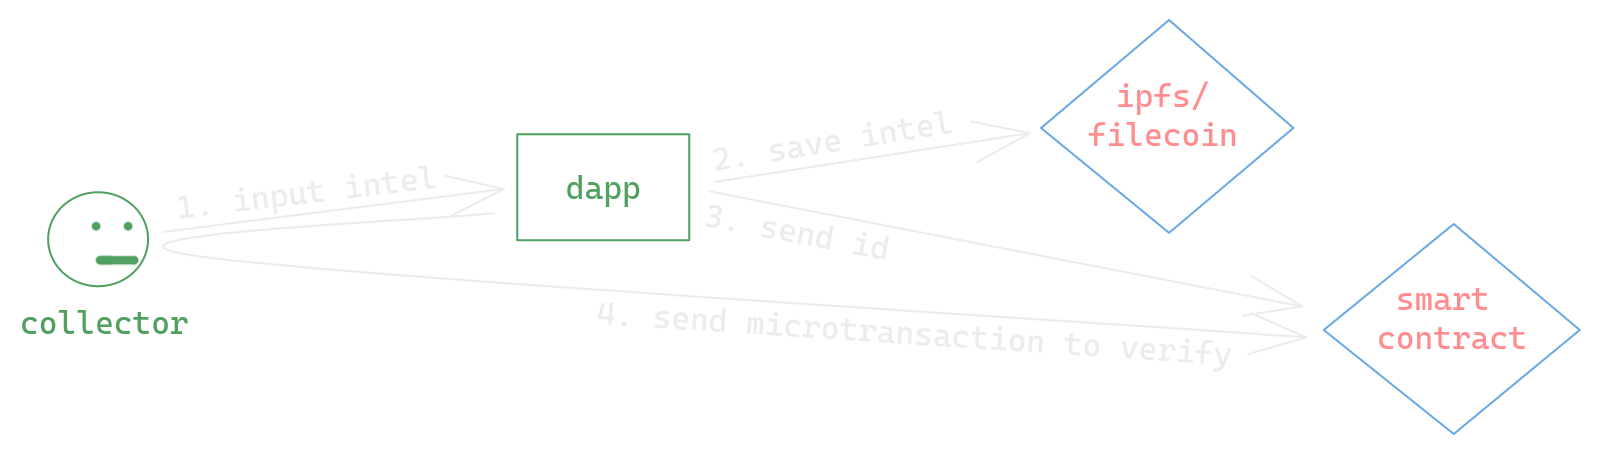 1. input intel
collector
dapp
2. save intel
3. send id
4. send microtransaction to verify
ipfs/
filecoin
smart
contract